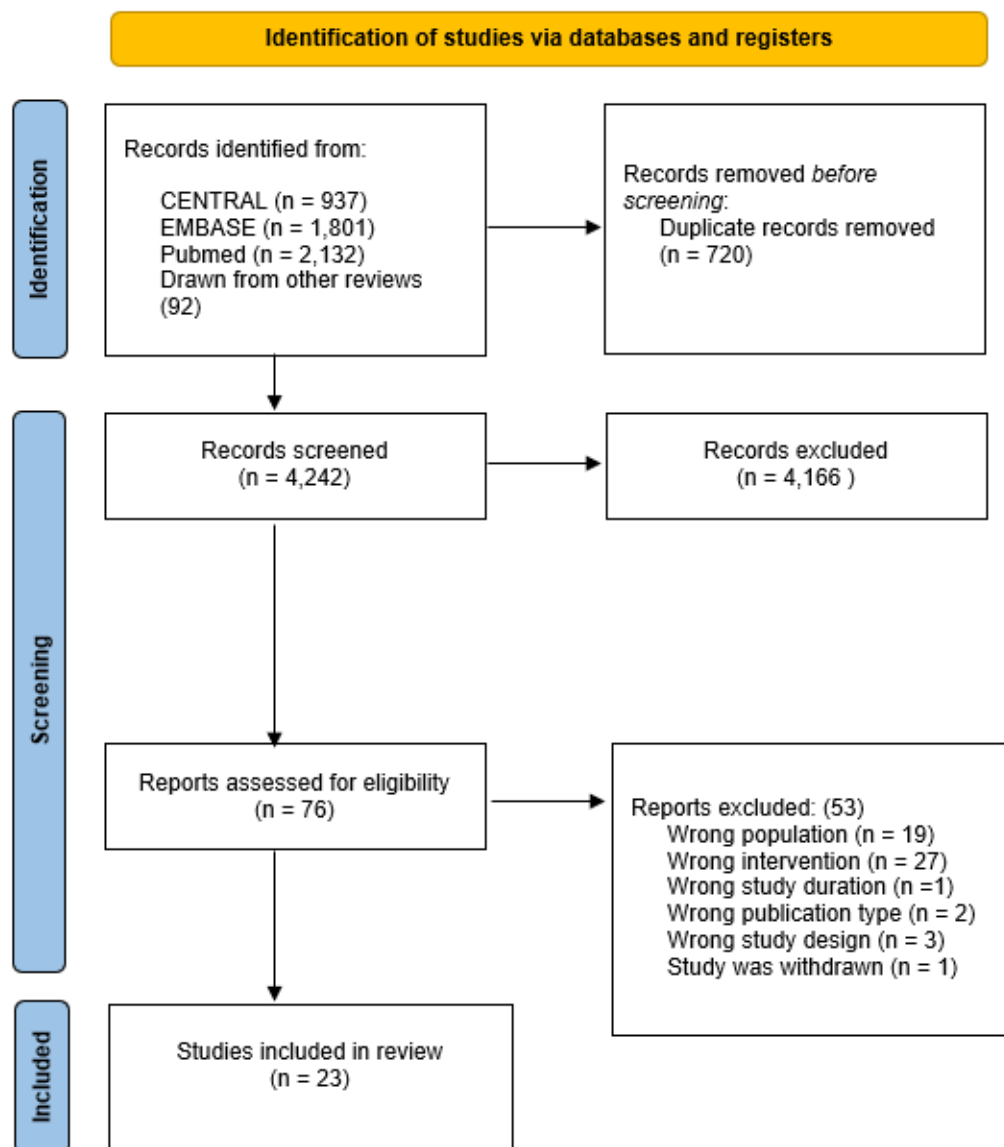 Identification of studies via databases and registers
Identification
Records identified from:
CENTRAL (n = 937)
EMBASE (n = 1,801)
Pubmed (n = 2,132)
Drawn from other reviews
(92)
Records removed before
screening:
Duplicate records removed
(n = 720)
Screening
Records screened
(n = 4,242)
Records excluded
(n = 4,166 )
Reports assessed for eligibility
(n = 76)
Reports excluded: (53)
Wrong population (n = 19)
Wrong intervention (n = 27)
Wrong study duration (n =1)
Wrong publication type (n = 2)
Wrong study design (n = 3)
Study was withdrawn (n = 1)
Included
Studies included in review
(n = 23)